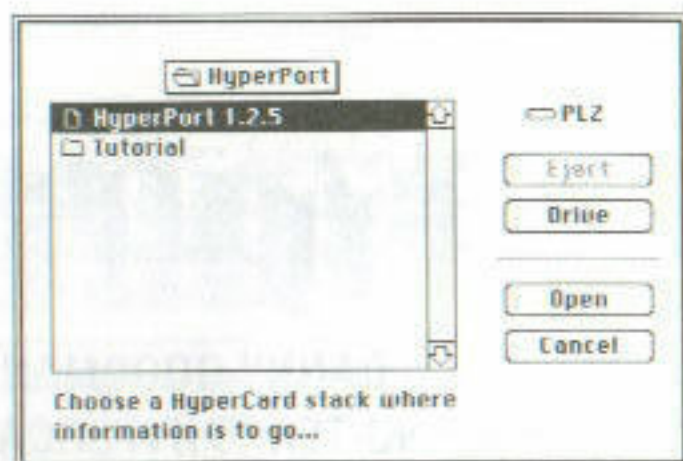 HyperPort
HyperPort 1.2.5
Tutorial
PLZ
Eject
Drive
Open
Cancel
Choose a HyperCard stack where
information is to go...